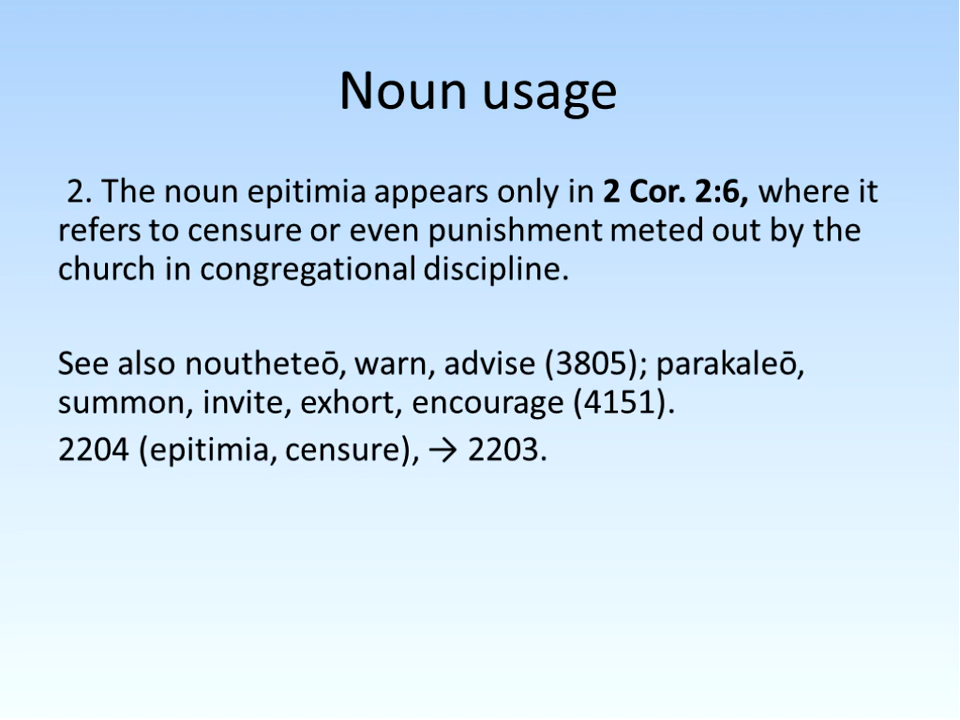 Noun usage
2. The noun epitimia appears only in 2 Cor. 2:6, where it
refers to censure or even punishment meted out by the
church in congregational discipline.
See also noutheteō, warn, advise (3805); parakaleō,
summon, invite, exhort, encourage (4151).
2204 (epitimia, censure), → 2203.